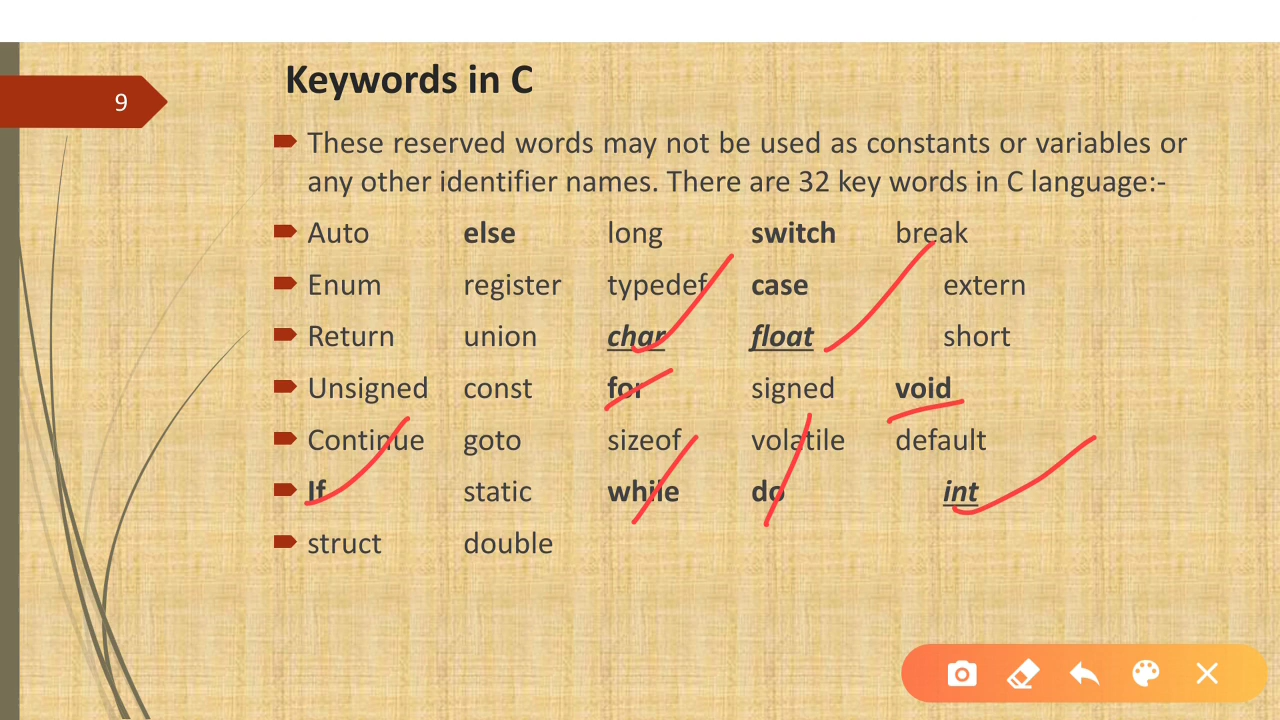 9
Keywords in C
These reserved words may not be used as constants or variables or
any other identifier names. There are 32 key words in C language:-
Auto else long switch break
Enum register typedef case extern
Return union char float short
Unsigned const for signed void
Continue goto sizeof volatile default
If static while do int
struct double